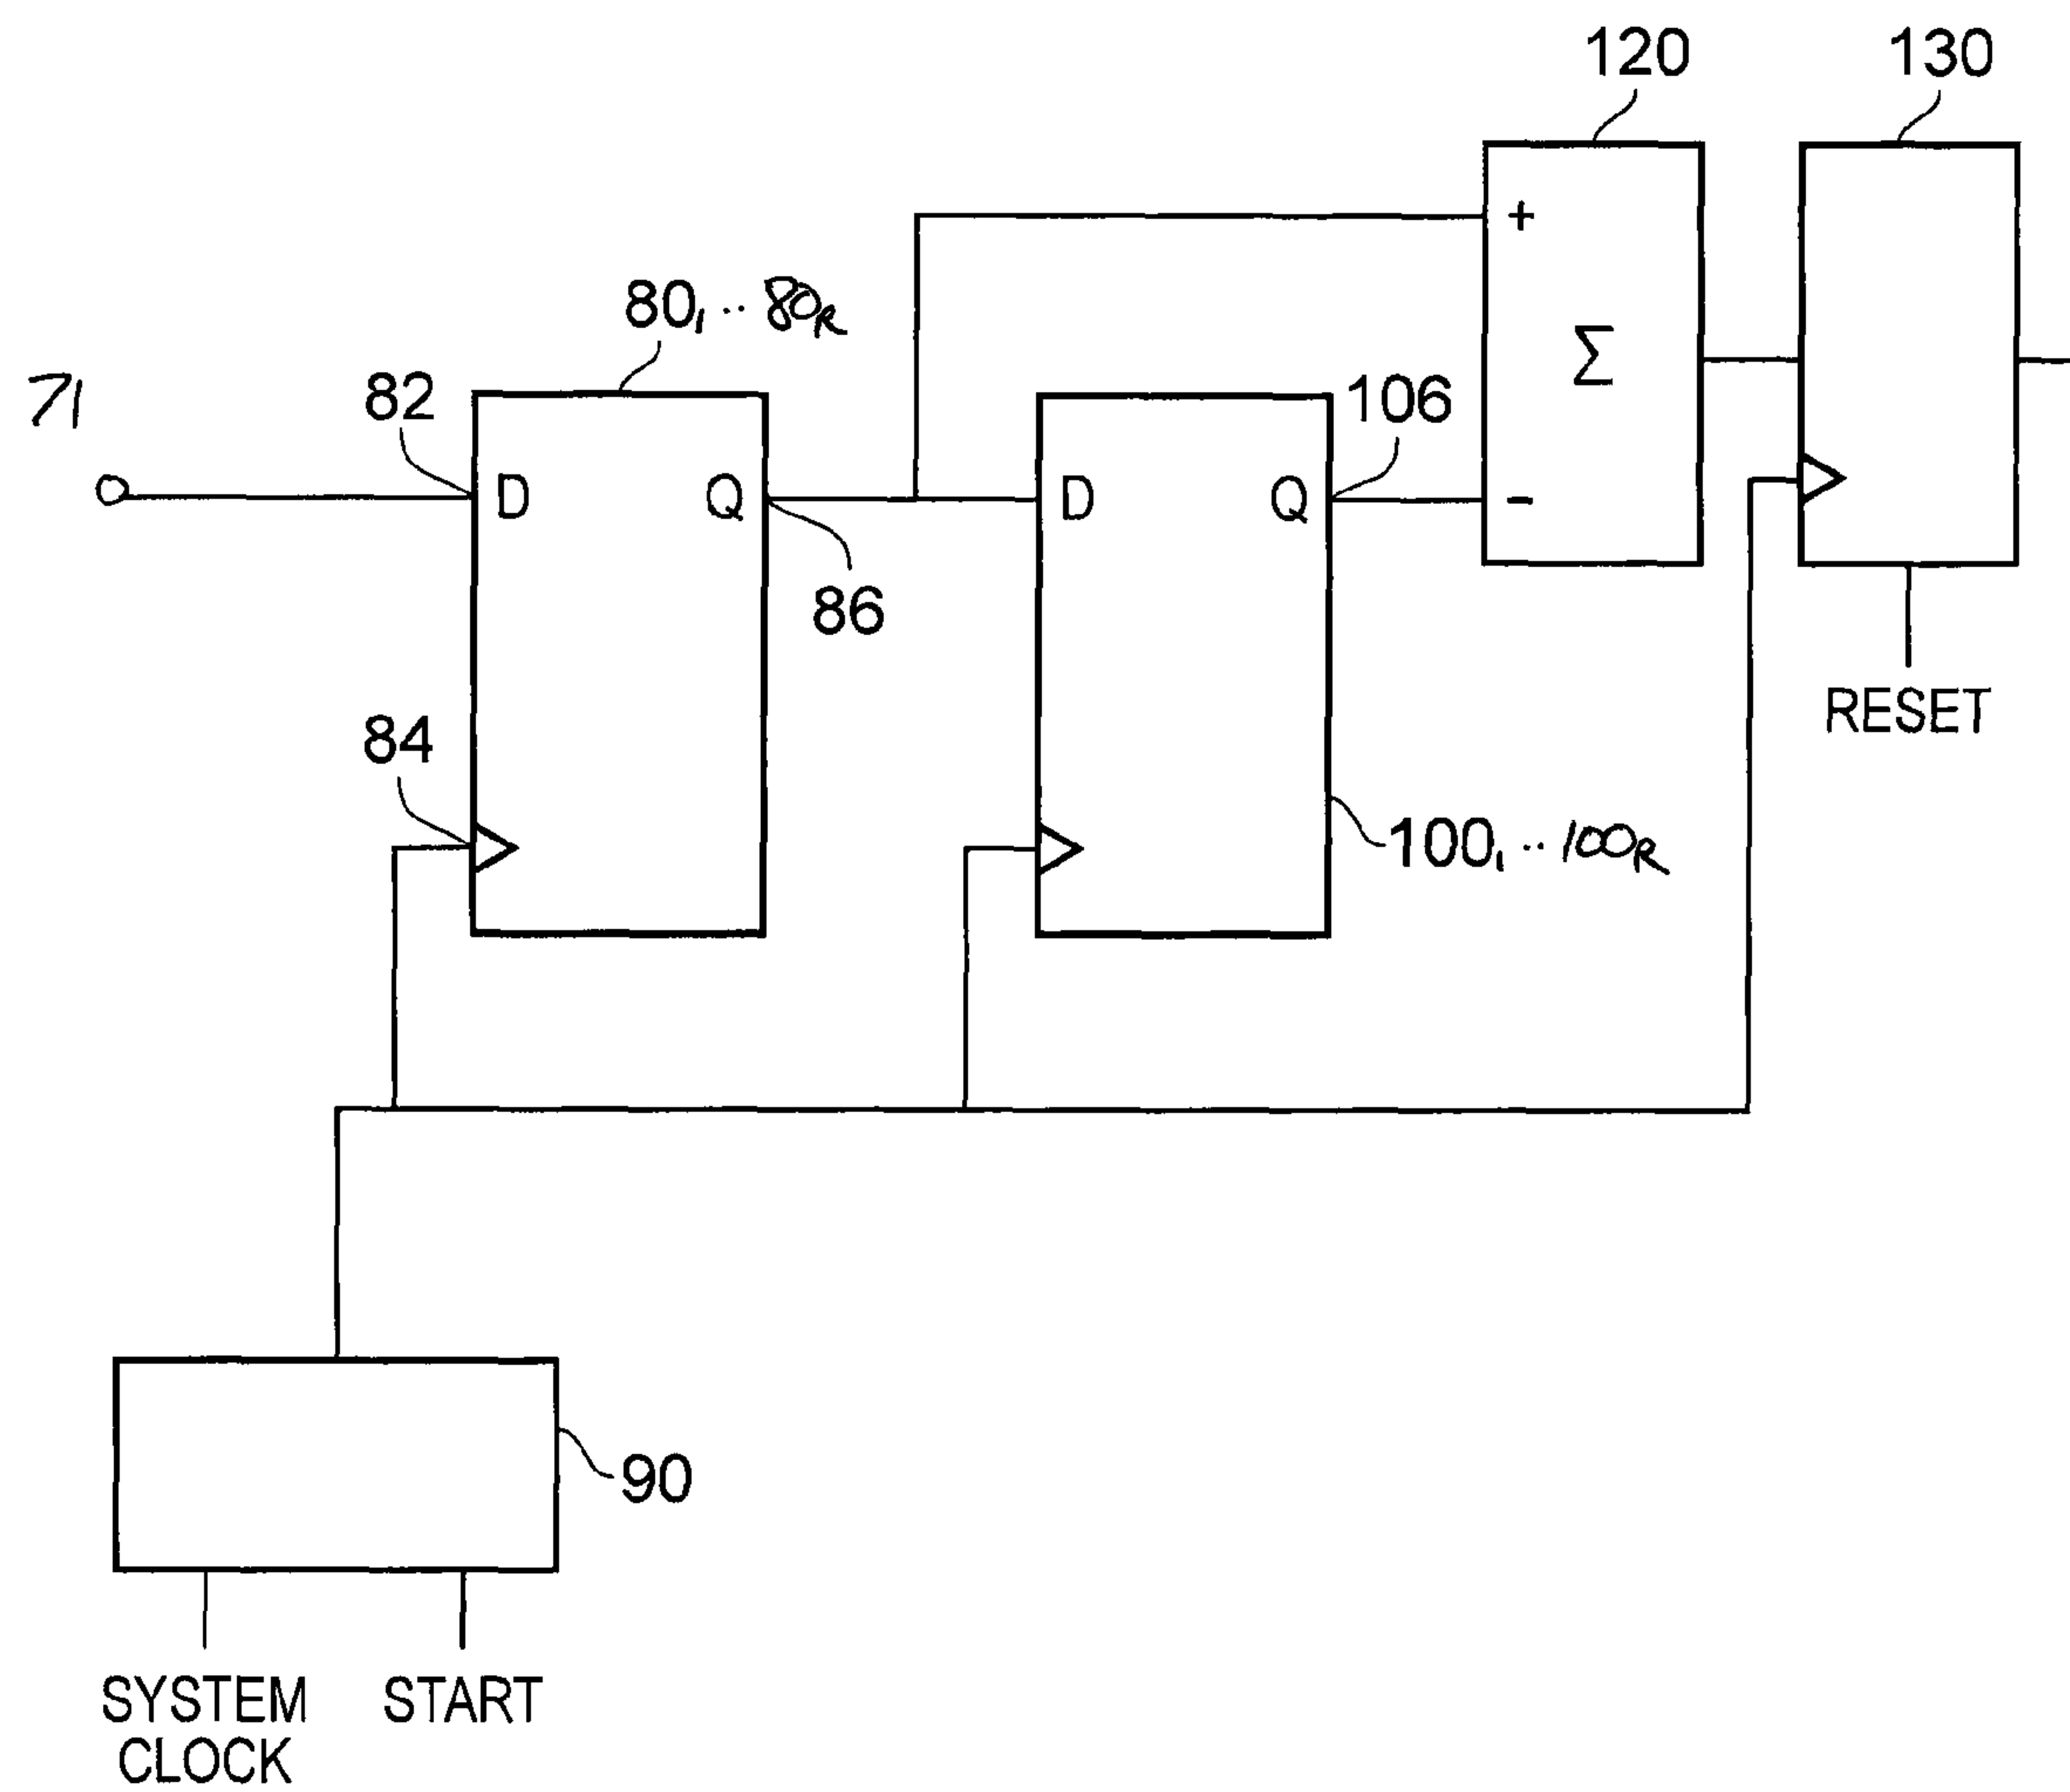 120
130
+
80₁ ·· 80R
Σ
71
82
106
D
Q
D
Q
-
86
RESET
84
100₁ ·· 100R
90
SYSTEM
CLOCK
START